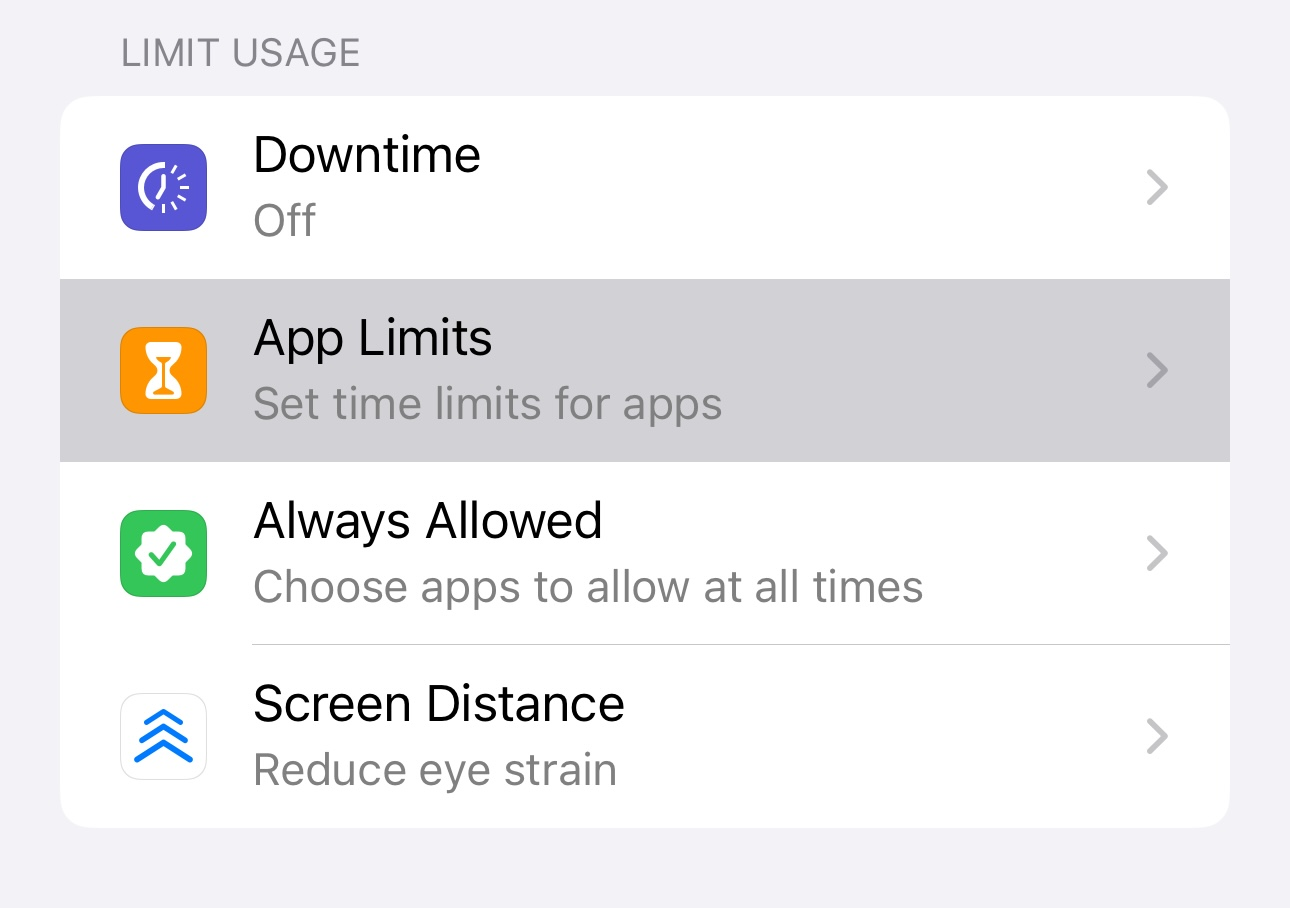 LIMIT USAGE
Downtime
Off
App Limits
Set time limits for apps
Always Allowed
Choose apps to allow at all times
Screen Distance
Reduce eye strain